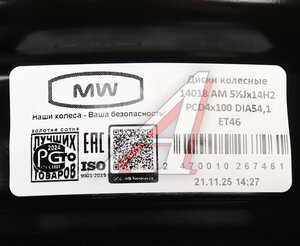 MW
Наши колеса - Ваша безопасность!
Диски колесные
14018 AM 5½Jx14H2
PCD4x100 DIA54,1
ET46
ЗОЛОТАЯ СОТНЯ
ЛУЧШИХ
2024
ТОВАРОВ
EAC
ISO
9001:2015
2 470010 267461
21.11.25 14:27